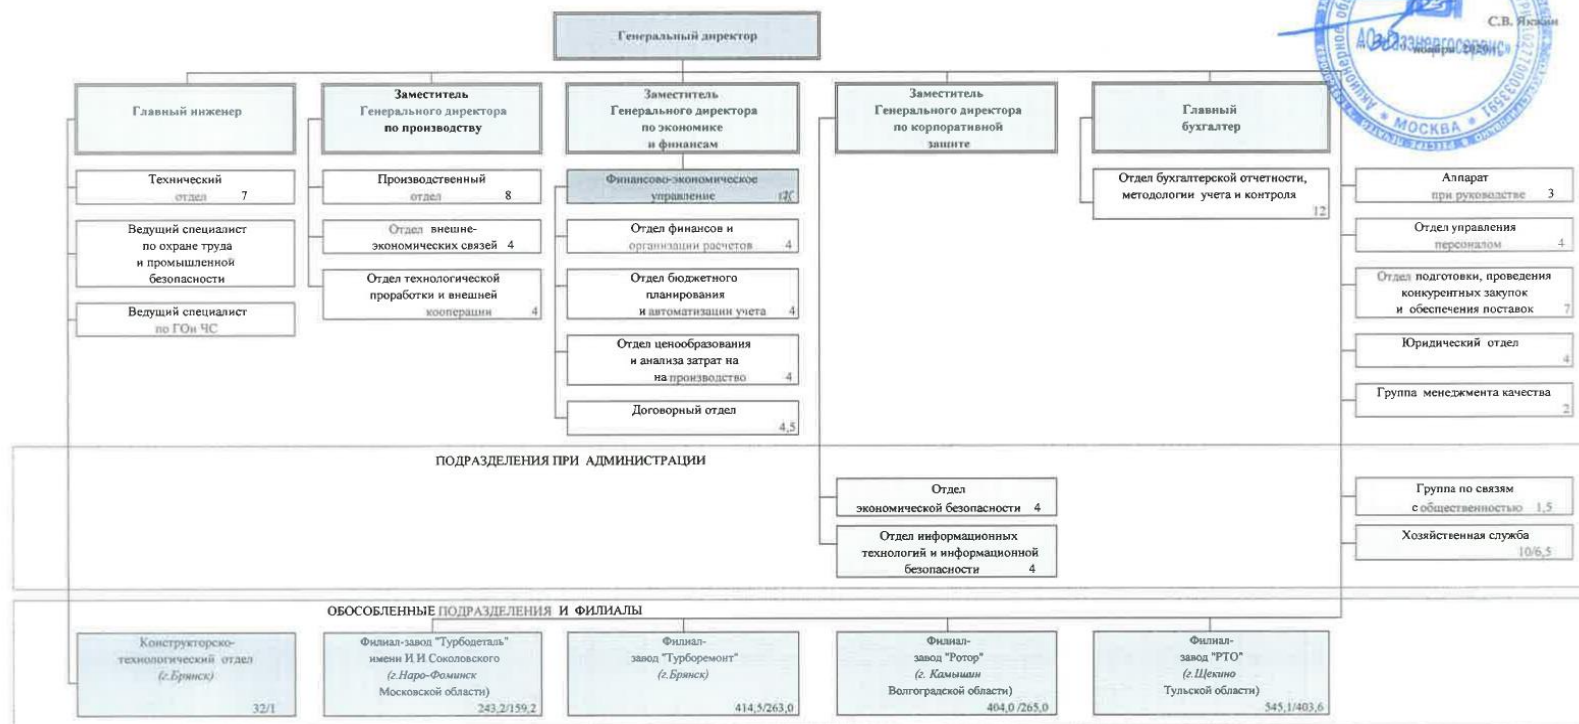 Генеральный директор
С.В. Яккин
ноября 2020 г.
АО «Газэнергосервис»
* МОСКВА *
Главный инженер
Заместитель
Генерального директора
по производству
Заместитель
Генерального директора
по экономике
и финансам
Заместитель
Генерального директора
по корпоративной
защите
Главный
бухгалтер
Технический
отдел 7
Ведущий специалист
по охране труда
и промышленной
безопасности
Ведущий специалист
по ГОи ЧС
Производственный
отдел 8
Отдел внешне-
экономических связей 4
Отдел технологической
проработки и внешней
кооперации 4
Финансово-экономическое
управление
Отдел финансов и
организации расчетов 4
Отдел бюджетного
планирования
и автоматизации учета 4
Отдел ценообразования
и анализа затрат на
на производство 4
Договорный отдел
4,5
Отдел бухгалтерской отчетности,
методологии учета и контроля
12
Аппарат
при руководстве 3
Отдел управления
персоналом 4
Отдел подготовки, проведения
конкурентных закупок
и обеспечения поставок 7
Юридический отдел
4
Группа менеджмента качества
2
ПОДРАЗДЕЛЕНИЯ ПРИ АДМИНИСТРАЦИИ
Отдел
экономической безопасности 4
Отдел информационных
технологий и информационной
безопасности 4
Группа по связям
с общественностью 1,5
Хозяйственная служба
10/6,5
ОБОСОБЛЕННЫЕ ПОДРАЗДЕЛЕНИЯ И ФИЛИАЛЫ
Конструкторско-
технологический отдел
(г.Брянск)
32/1
Филиал-завод "Турбодеталь"
имени И.И.Соколовского
(г.Наро-Фоминск
Московской области)
243,2/159,2
Филиал-
завод "Турборемонт"
(г.Брянск)
414,5/263,0
Филиал-
завод "Ротор"
(г. Камышин
Волгоградской области)
404,0 /265,0
Филиал-
завод "РТО"
(г.Щекино
Тульской области)
545,1/403,6